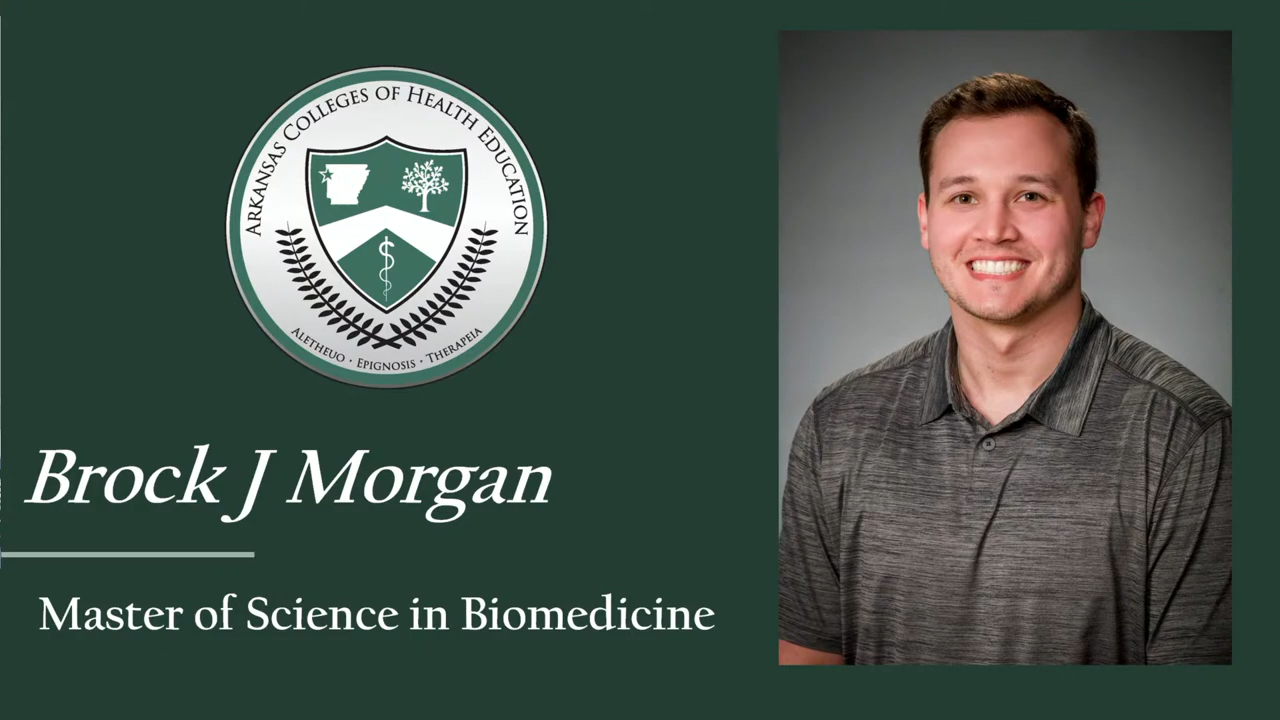 ARKANSAS COLLEGES OF HEALTH EDUCATION
ALETHEUO · EPIGNOSIS · THERAPEIA
Brock J Morgan
Master of Science in Biomedicine